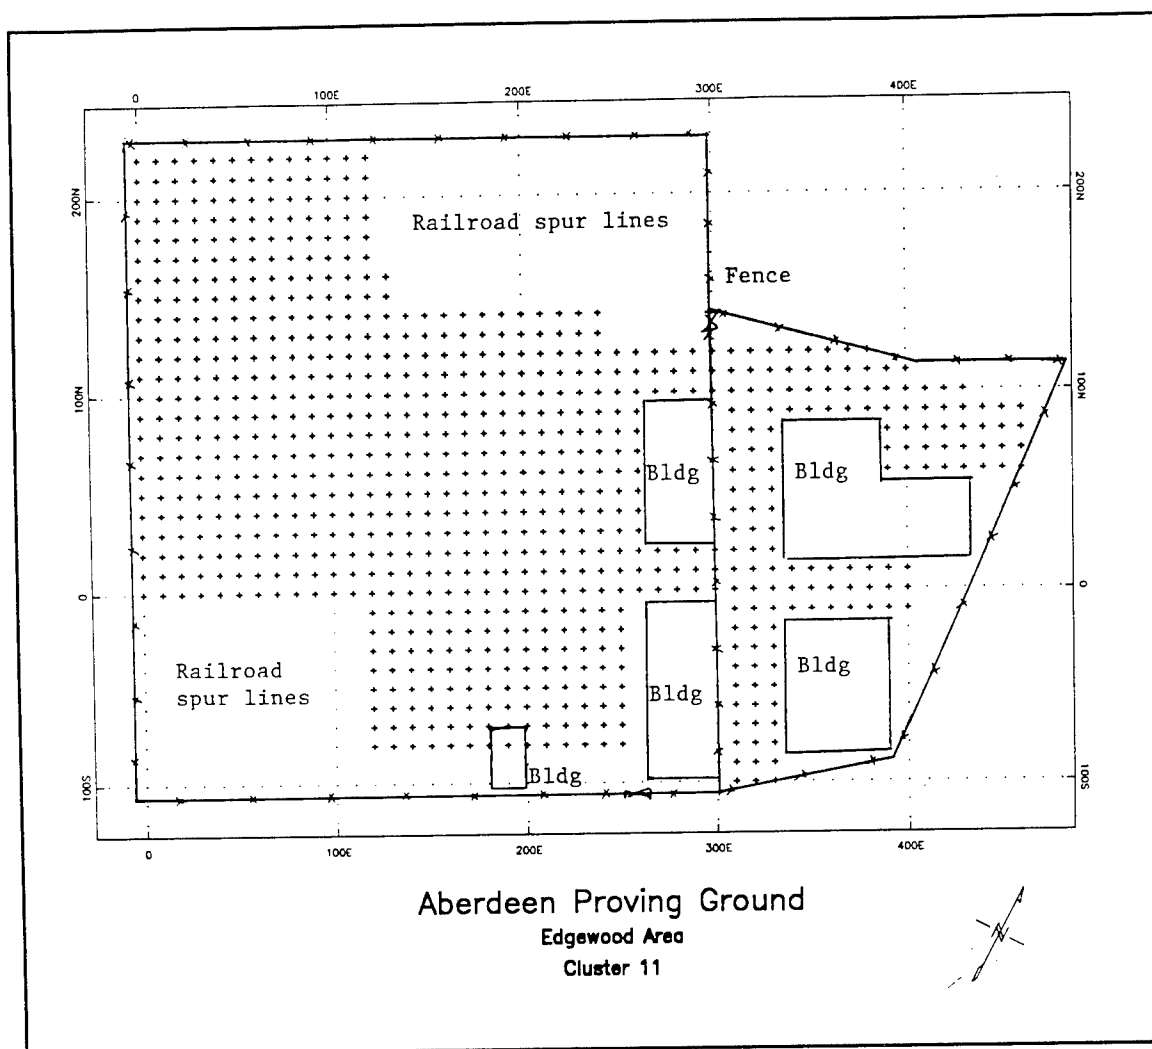 0
100E
200E
300E
400E
200N
200N
Railroad spur lines
Fence
100N
100N
Bldg
Bldg
0
0
Railroad
spur lines
Bldg
Bldg
Bldg
100S
100S
0
100E
200E
300E
400E
Aberdeen Proving Ground
Edgewood Area
Cluster 11
N